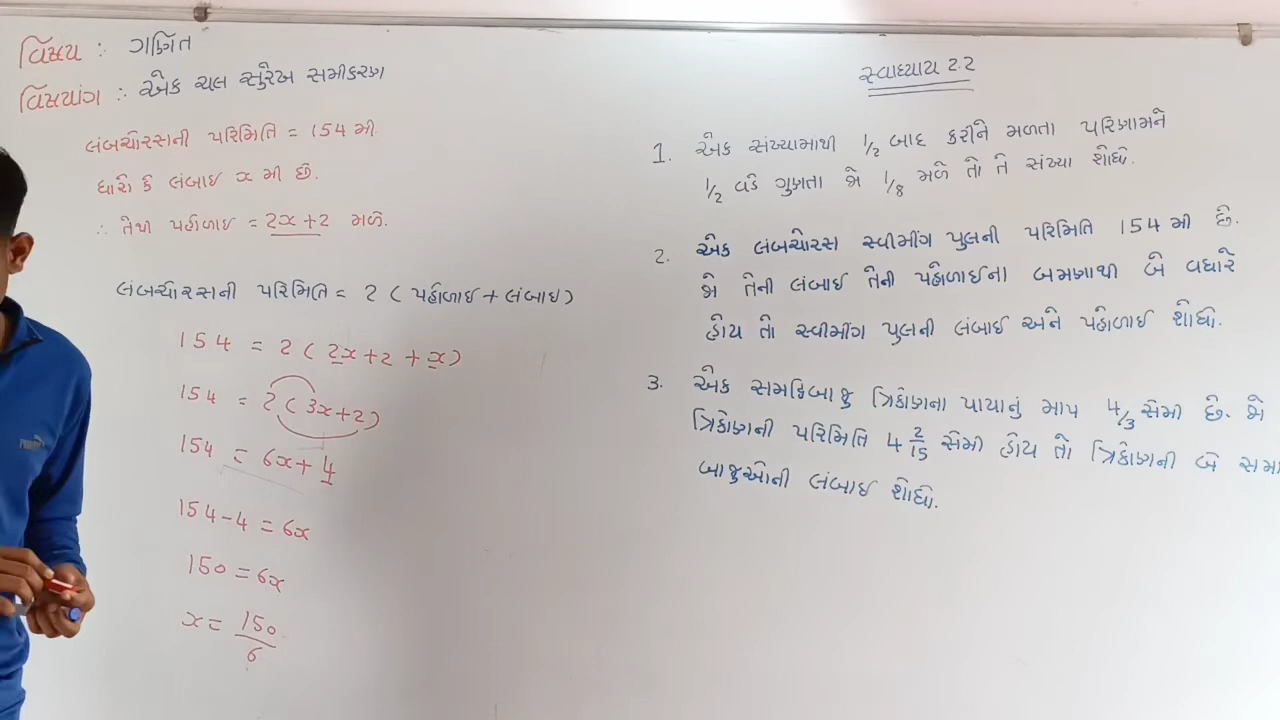 વિષય : ગણિત
વિષયાંગ : એક ચલ સુરેખ સમીકરણ
લંબચોરસની પરિમિતિ = 154 મી
ધારો કે લંબાઈ x મી છે.
∴ તેથી પહોળાઈ = 2x+2 મળે.
લંબચોરસની પરિમિતિ = 2 ( પહોળાઈ + લંબાઈ )
154 = 2 ( 2x+2 + x )
154 = 2 ( 3x+2 )
154 = 6x + 4
154-4 = 6x
150 = 6x
x = 150/6
સ્વાધ્યાય 2.2
1. એક સંખ્યામાથી 1/2 બાદ કરીને મળતા પરિણામને
1/2 વડે ગુણતા જો 1/8 મળે તો તે સંખ્યા શોધો.
2. એક લંબચોરસ સ્વીમીંગ પુલની પરિમિતિ 154 મી છે.
જો તેની લંબાઈ તેની પહોળાઈના બમણાથી બે વધારે
હોય તો સ્વીમીંગ પુલની લંબાઈ અને પહોળાઈ શોધો.
3. એક સમદ્વિબાજુ ત્રિકોણના પાયાનું માપ 4/3 સેમી છે. જો
ત્રિકોણની પરિમિતિ 4 2/15 સેમી હોય તો ત્રિકોણની બે સમા
બાજુઓની લંબાઈ શોધો.